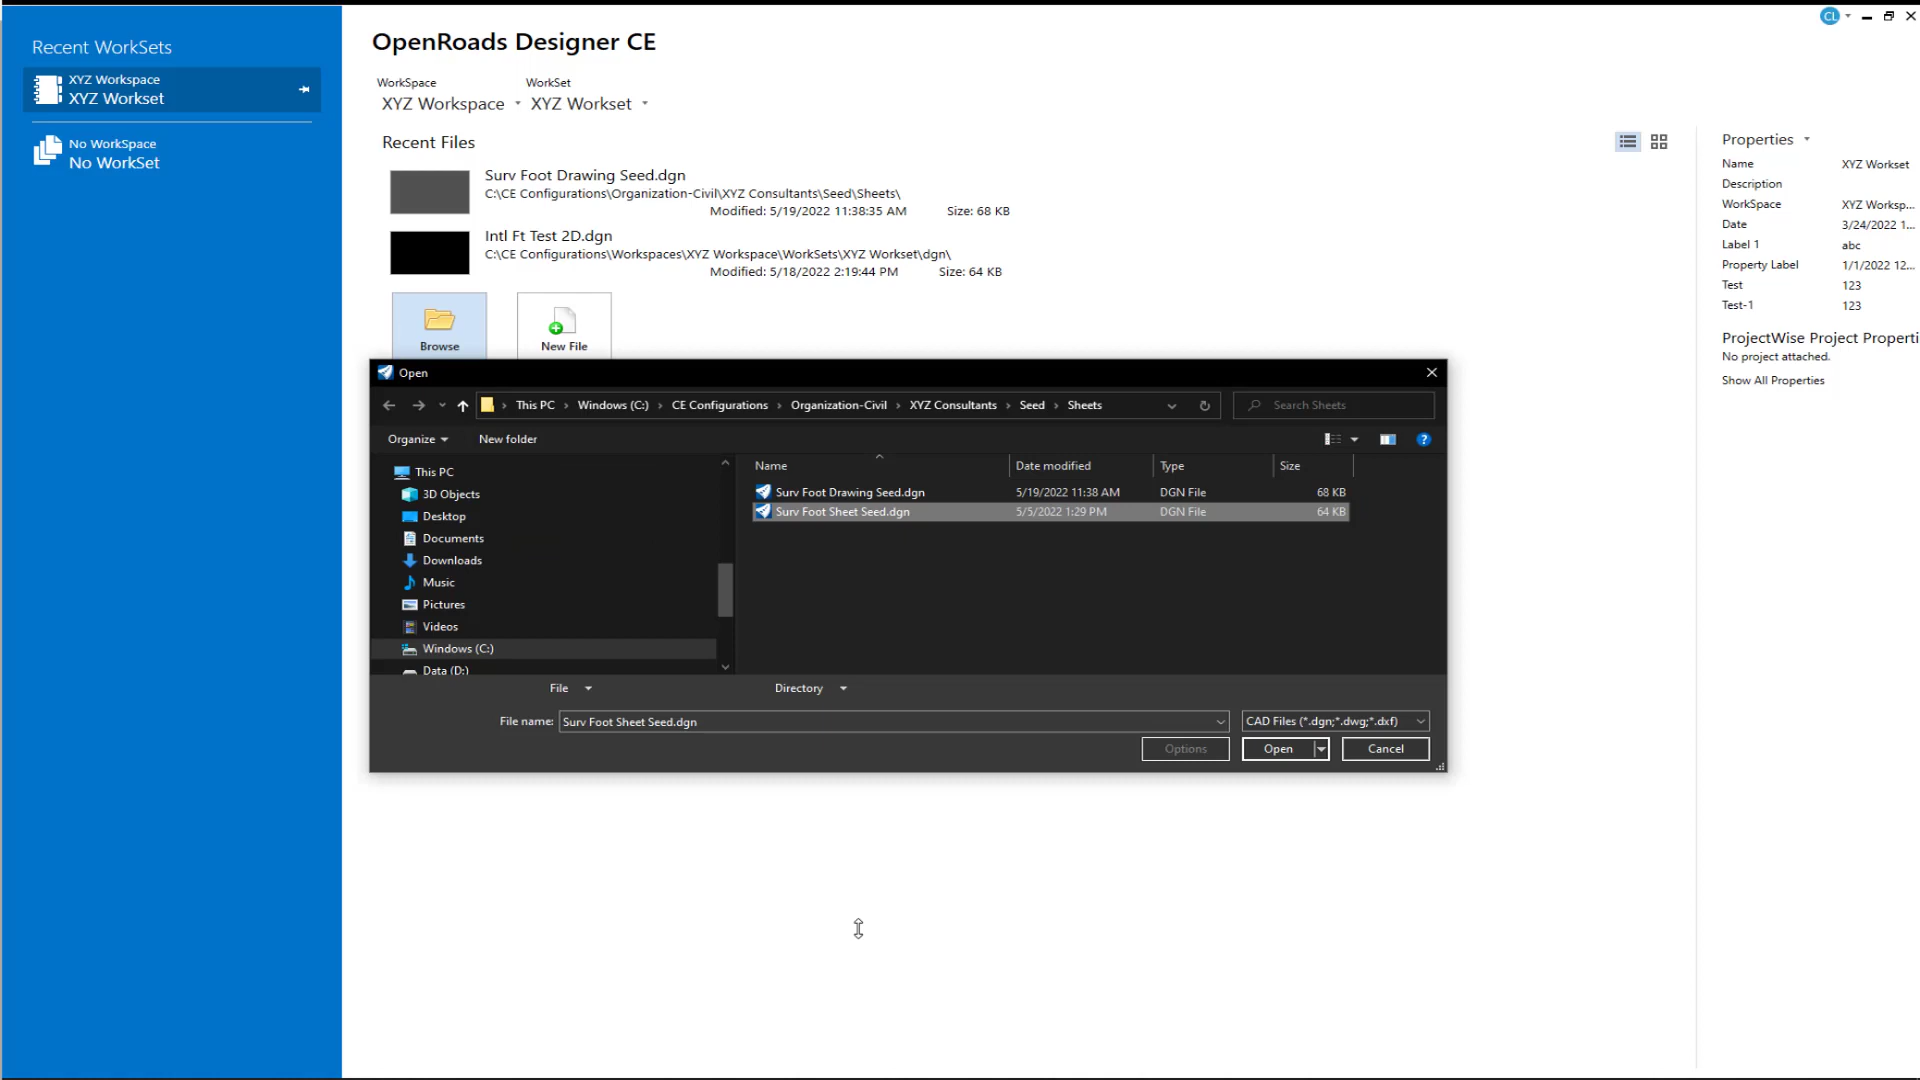 CL
Recent WorkSets
XYZ Workspace
XYZ Workset
No WorkSpace
No WorkSet
OpenRoads Designer CE
WorkSpace WorkSet
XYZ Workspace XYZ Workset
Recent Files
Surv Foot Drawing Seed.dgn
C:\CE Configurations\Organization-Civil\XYZ Consultants\Seed\Sheets\
Modified: 5/19/2022 11:38:35 AM Size: 68 KB
Intl Ft Test 2D.dgn
C:\CE Configurations\Workspaces\XYZ Workspace\WorkSets\XYZ Workset\dgn\
Modified: 5/18/2022 2:19:44 PM Size: 64 KB
Browse New File
Properties
Name XYZ Workset
Description
WorkSpace XYZ Worksp...
Date 3/24/2022 1...
Label 1 abc
Property Label 1/1/2022 12...
Test 123
Test-1 123
ProjectWise Project Properti
No project attached.
Show All Properties
Open
This PC › Windows (C:) › CE Configurations › Organization-Civil › XYZ Consultants › Seed › Sheets
Search Sheets
Organize New folder
?
This PC
3D Objects
Desktop
Documents
Downloads
Music
Pictures
Videos
Windows (C:)
Data (D:)
Name Date modified Type Size
Surv Foot Drawing Seed.dgn 5/19/2022 11:38 AM DGN File 68 KB
Surv Foot Sheet Seed.dgn 5/5/2022 1:29 PM DGN File 64 KB
File Directory
File name: Surv Foot Sheet Seed.dgn CAD Files (*.dgn;*.dwg;*.dxf)
Options Open Cancel